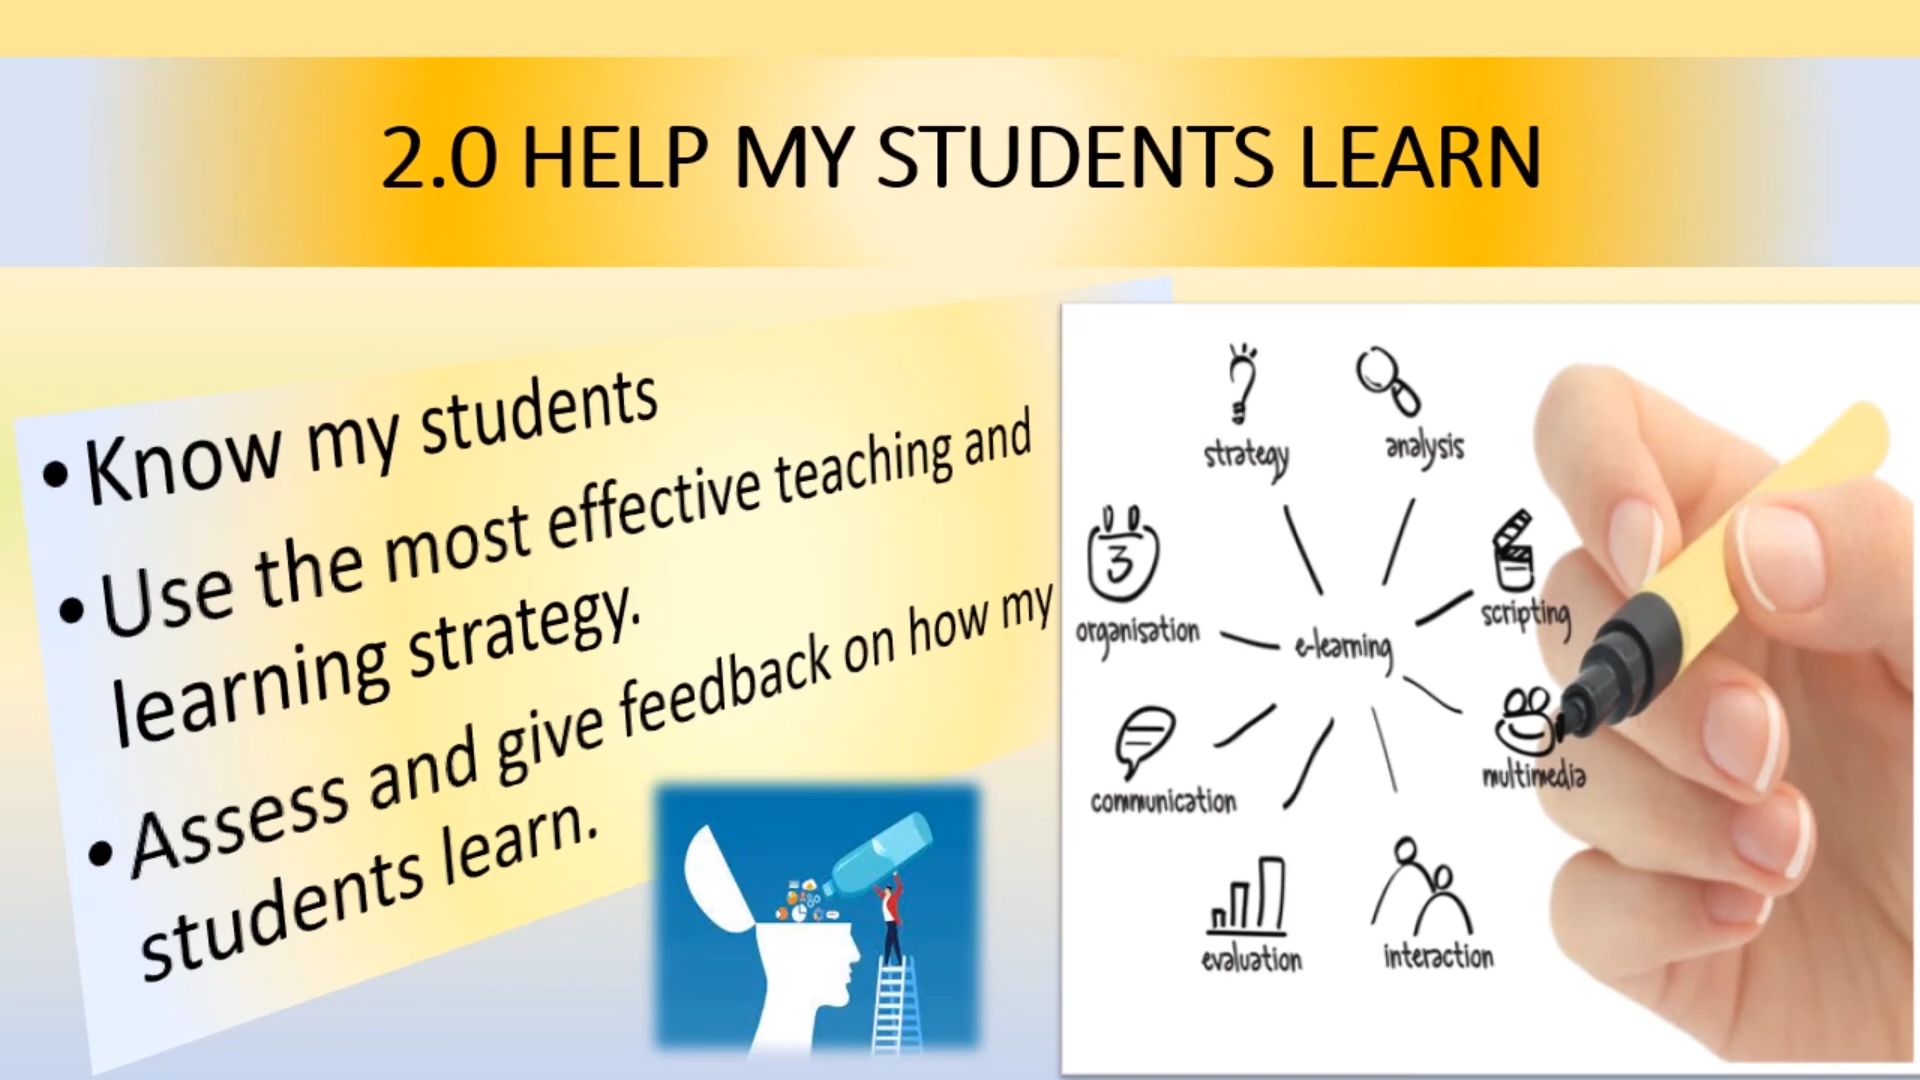 2.0 HELP MY STUDENTS LEARN
• Know my students
• Use the most effective teaching and
learning strategy.
• Assess and give feedback on how my
students learn.
strategy
analysis
3
organisation
e-learning
scripting
communication
multimedia
evaluation
interaction